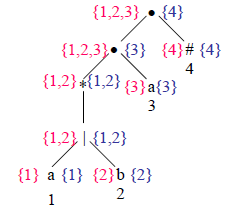 {1,2,3} • {4}
{1,2,3} • {3} {4} # {4}
4
{1,2} * {1,2} {3} a {3}
3
{1,2} | {1,2}
{1} a {1} {2} b {2}
1 2